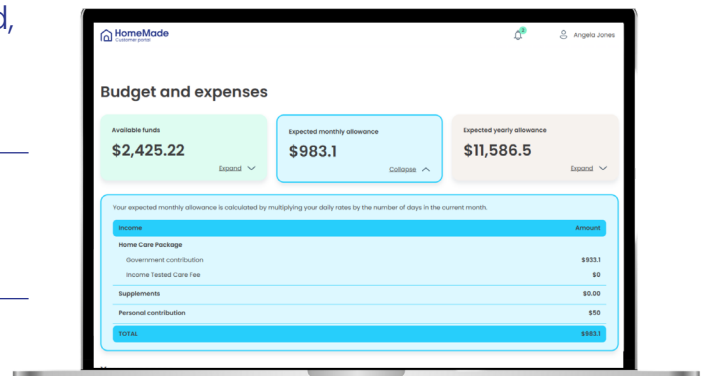 d,
HomeMade
Customer portal
Angela Jones
Budget and expenses
Available funds
$2,425.22
Expand
Expected monthly allowance
$983.1
Collapse
Expected yearly allowance
$11,586.5
Expand
Your expected monthly allowance is calculated by multiplying your daily rates by the number of days in the current month.
Income Amount
Home Care Package
Government contribution $933.1
Income Tested Care Fee $0
Supplements $0.00
Personal contribution $50
TOTAL $983.1